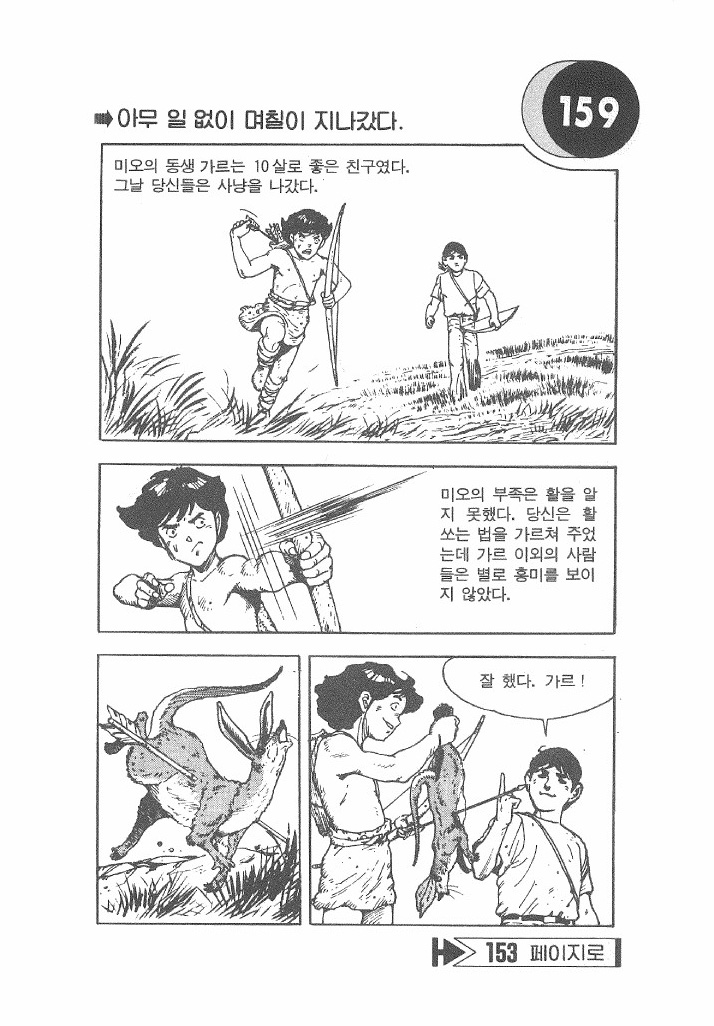 159
➠아무 일 없이 며칠이 지나갔다.
미오의 동생 가르는 10살로 좋은 친구였다.
그날 당신들은 사냥을 나갔다.
미오의 부족은 활을 알
지 못했다. 당신은 활
쏘는 법을 가르쳐 주었
는데 가르 이외의 사람
들은 별로 흥미를 보이
지 않았다.
잘 했다. 가르!
153 페이지로